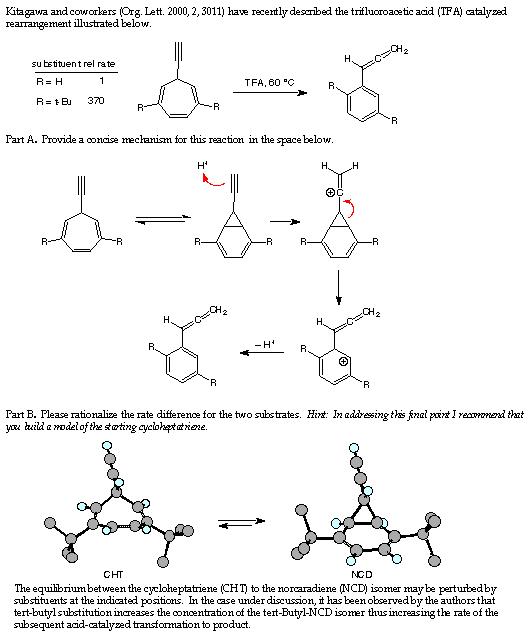 Kitagawa and coworkers (Org. Lett. 2000, 2, 3011) have recently described the trifluoroacetic acid (TFA) catalyzed
rearrangement illustrated below.
substituent rel rate
R = H 1
R = t-Bu 370
R R
TFA, 60 °C
H C CH2
R
R
Part A. Provide a concise mechanism for this reaction in the space below.
R R
H+
R R
H H
⊕ C
R R
H C CH2
R
R
– H+
H C CH2
R
⊕
R
Part B. Please rationalize the rate difference for the two substrates. Hint: In addressing this final point I recommend that
you build a model of the starting cycloheptatriene.
CHT
NCD
The equilibrium between the cycloheptatriene (CHT) to the norcaradiene (NCD) isomer may be perturbed by
substituents at the indicated positions. In the case under discussion, it has been observed by the authors that
tert-butyl substitution increases the concentration of the tert-Butyl-NCD isomer thus increasing the rate of the
subsequent acid-catalyzed transformation to product.